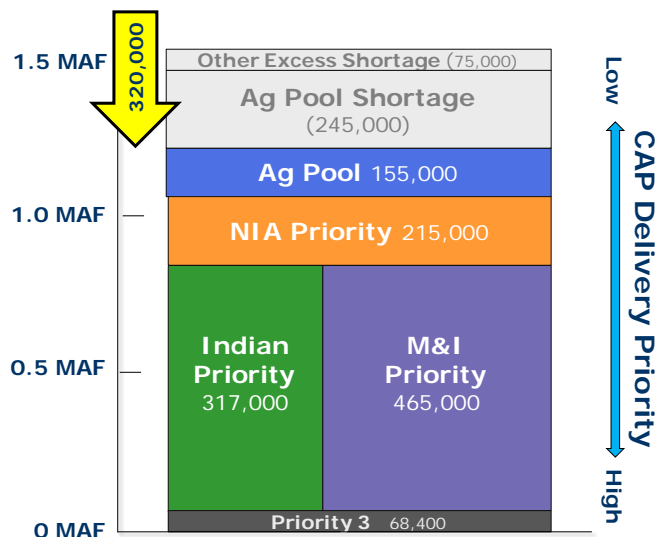 320,000
1.5 MAF
Other Excess Shortage (75,000)
Ag Pool Shortage
(245,000)
Ag Pool 155,000
1.0 MAF
NIA Priority 215,000
Indian
Priority
317,000
M&I
Priority
465,000
0.5 MAF
Priority 3 68,400
0 MAF
Low
CAP Delivery Priority
High